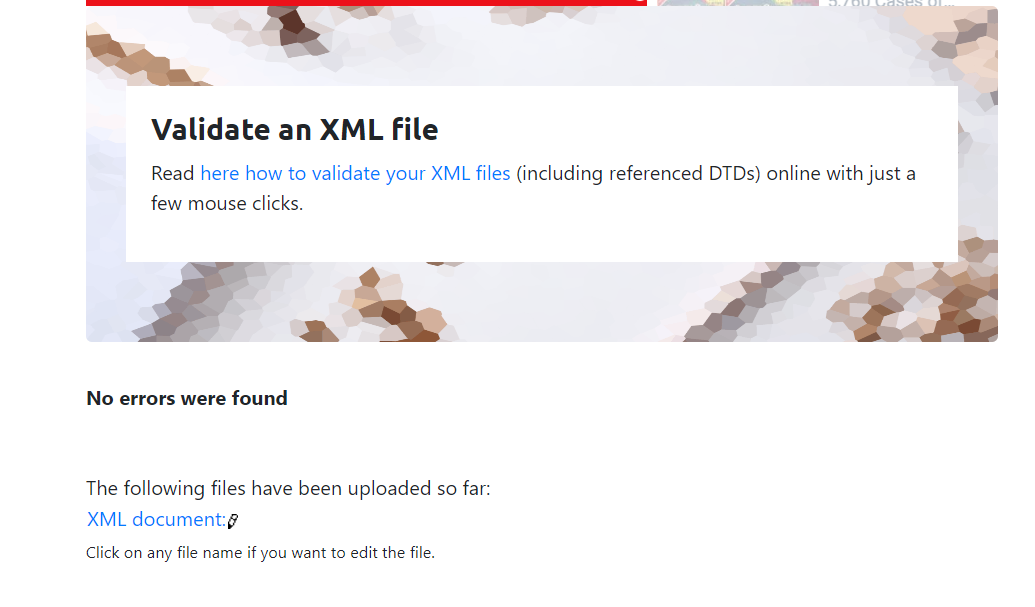 5,760 Cases of...
Validate an XML file
Read here how to validate your XML files (including referenced DTDs) online with just a
few mouse clicks.
No errors were found
The following files have been uploaded so far:
XML document:
Click on any file name if you want to edit the file.